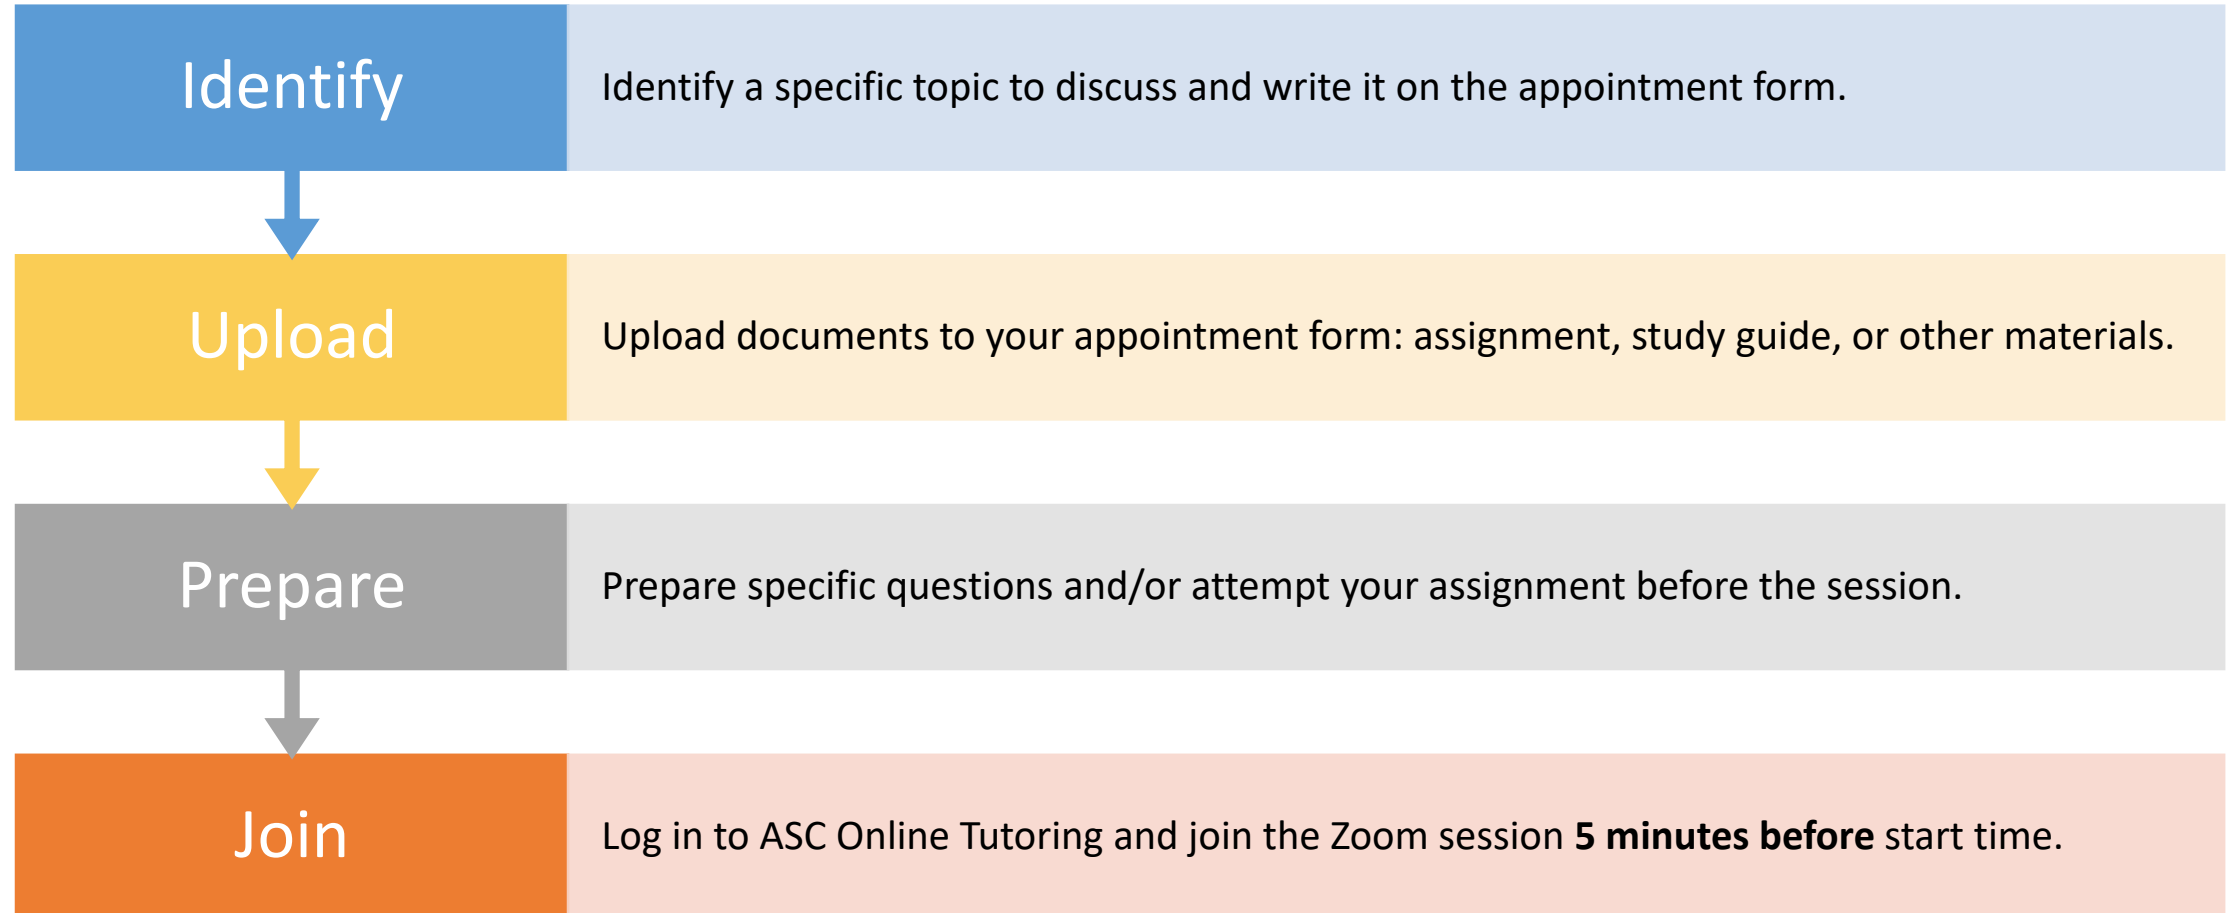 Identify
Identify a specific topic to discuss and write it on the appointment form.
Upload
Upload documents to your appointment form: assignment, study guide, or other materials.
Prepare
Prepare specific questions and/or attempt your assignment before the session.
Join
Log in to ASC Online Tutoring and join the Zoom session 5 minutes before start time.